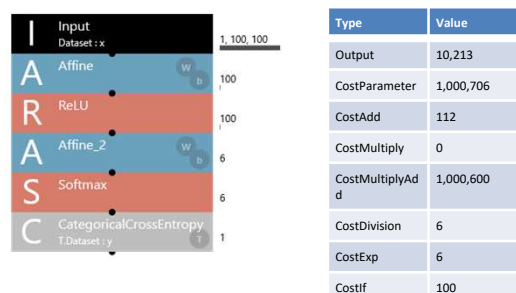 I
Input
Dataset : x
1, 100, 100
A
Affine
W
b
100
R
ReLU
100
A
Affine_2
W
b
6
S
Softmax
6
C
CategoricalCrossEntropy
T.Dataset : y
T
1
Type Value
Output 10,213
CostParameter 1,000,706
CostAdd 112
CostMultiply 0
CostMultiplyAd
d
1,000,600
CostDivision 6
CostExp 6
CostIf 100